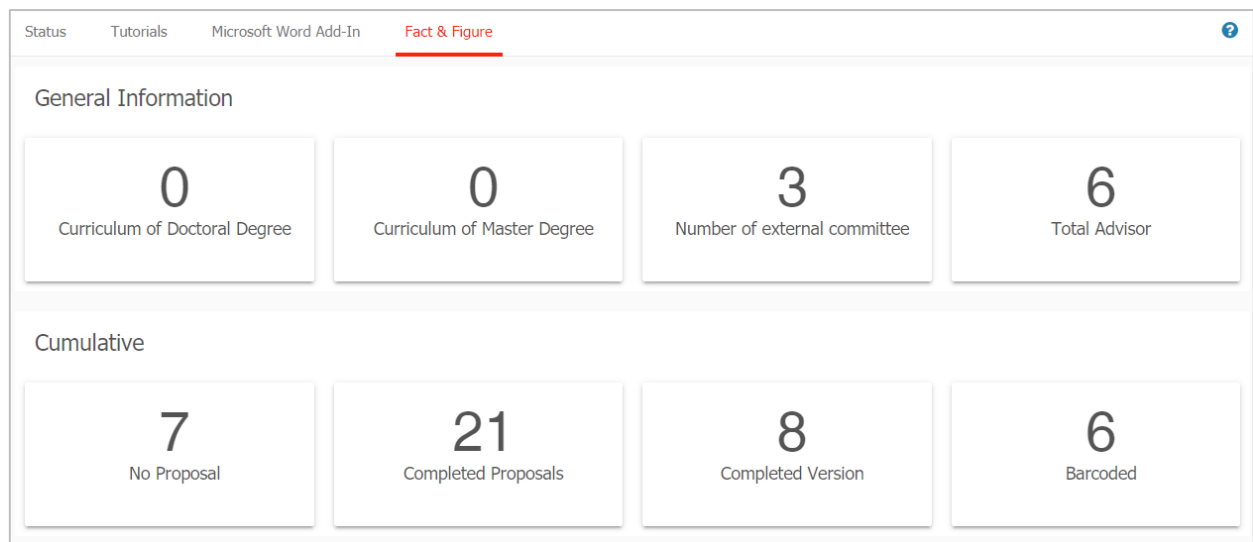 Status Tutorials Microsoft Word Add-In Fact & Figure ?
General Information
0 0 3 6
Curriculum of Doctoral Degree Curriculum of Master Degree Number of external committee Total Advisor
Cumulative
7 21 8 6
No Proposal Completed Proposals Completed Version Barcoded